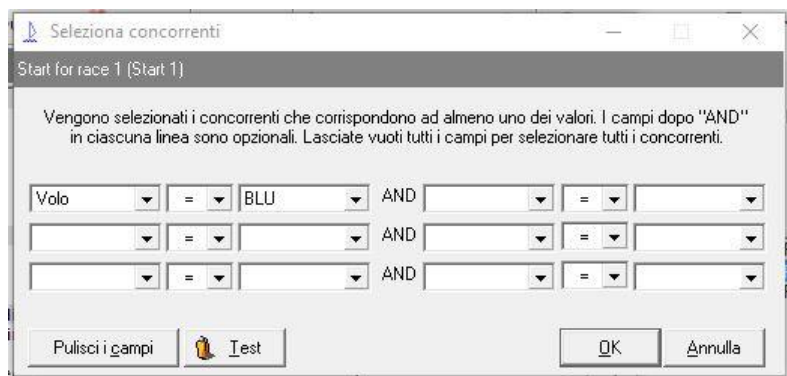 Seleziona concorrenti
Start for race 1 (Start 1)
Vengono selezionati i concorrenti che corrispondono ad almeno uno dei valori. I campi dopo "AND"
in ciascuna linea sono opzionali. Lasciate vuoti tutti i campi per selezionare tutti i concorrenti.
Volo = BLU AND =
= AND =
= AND =
Pulisci i campi Test OK Annulla